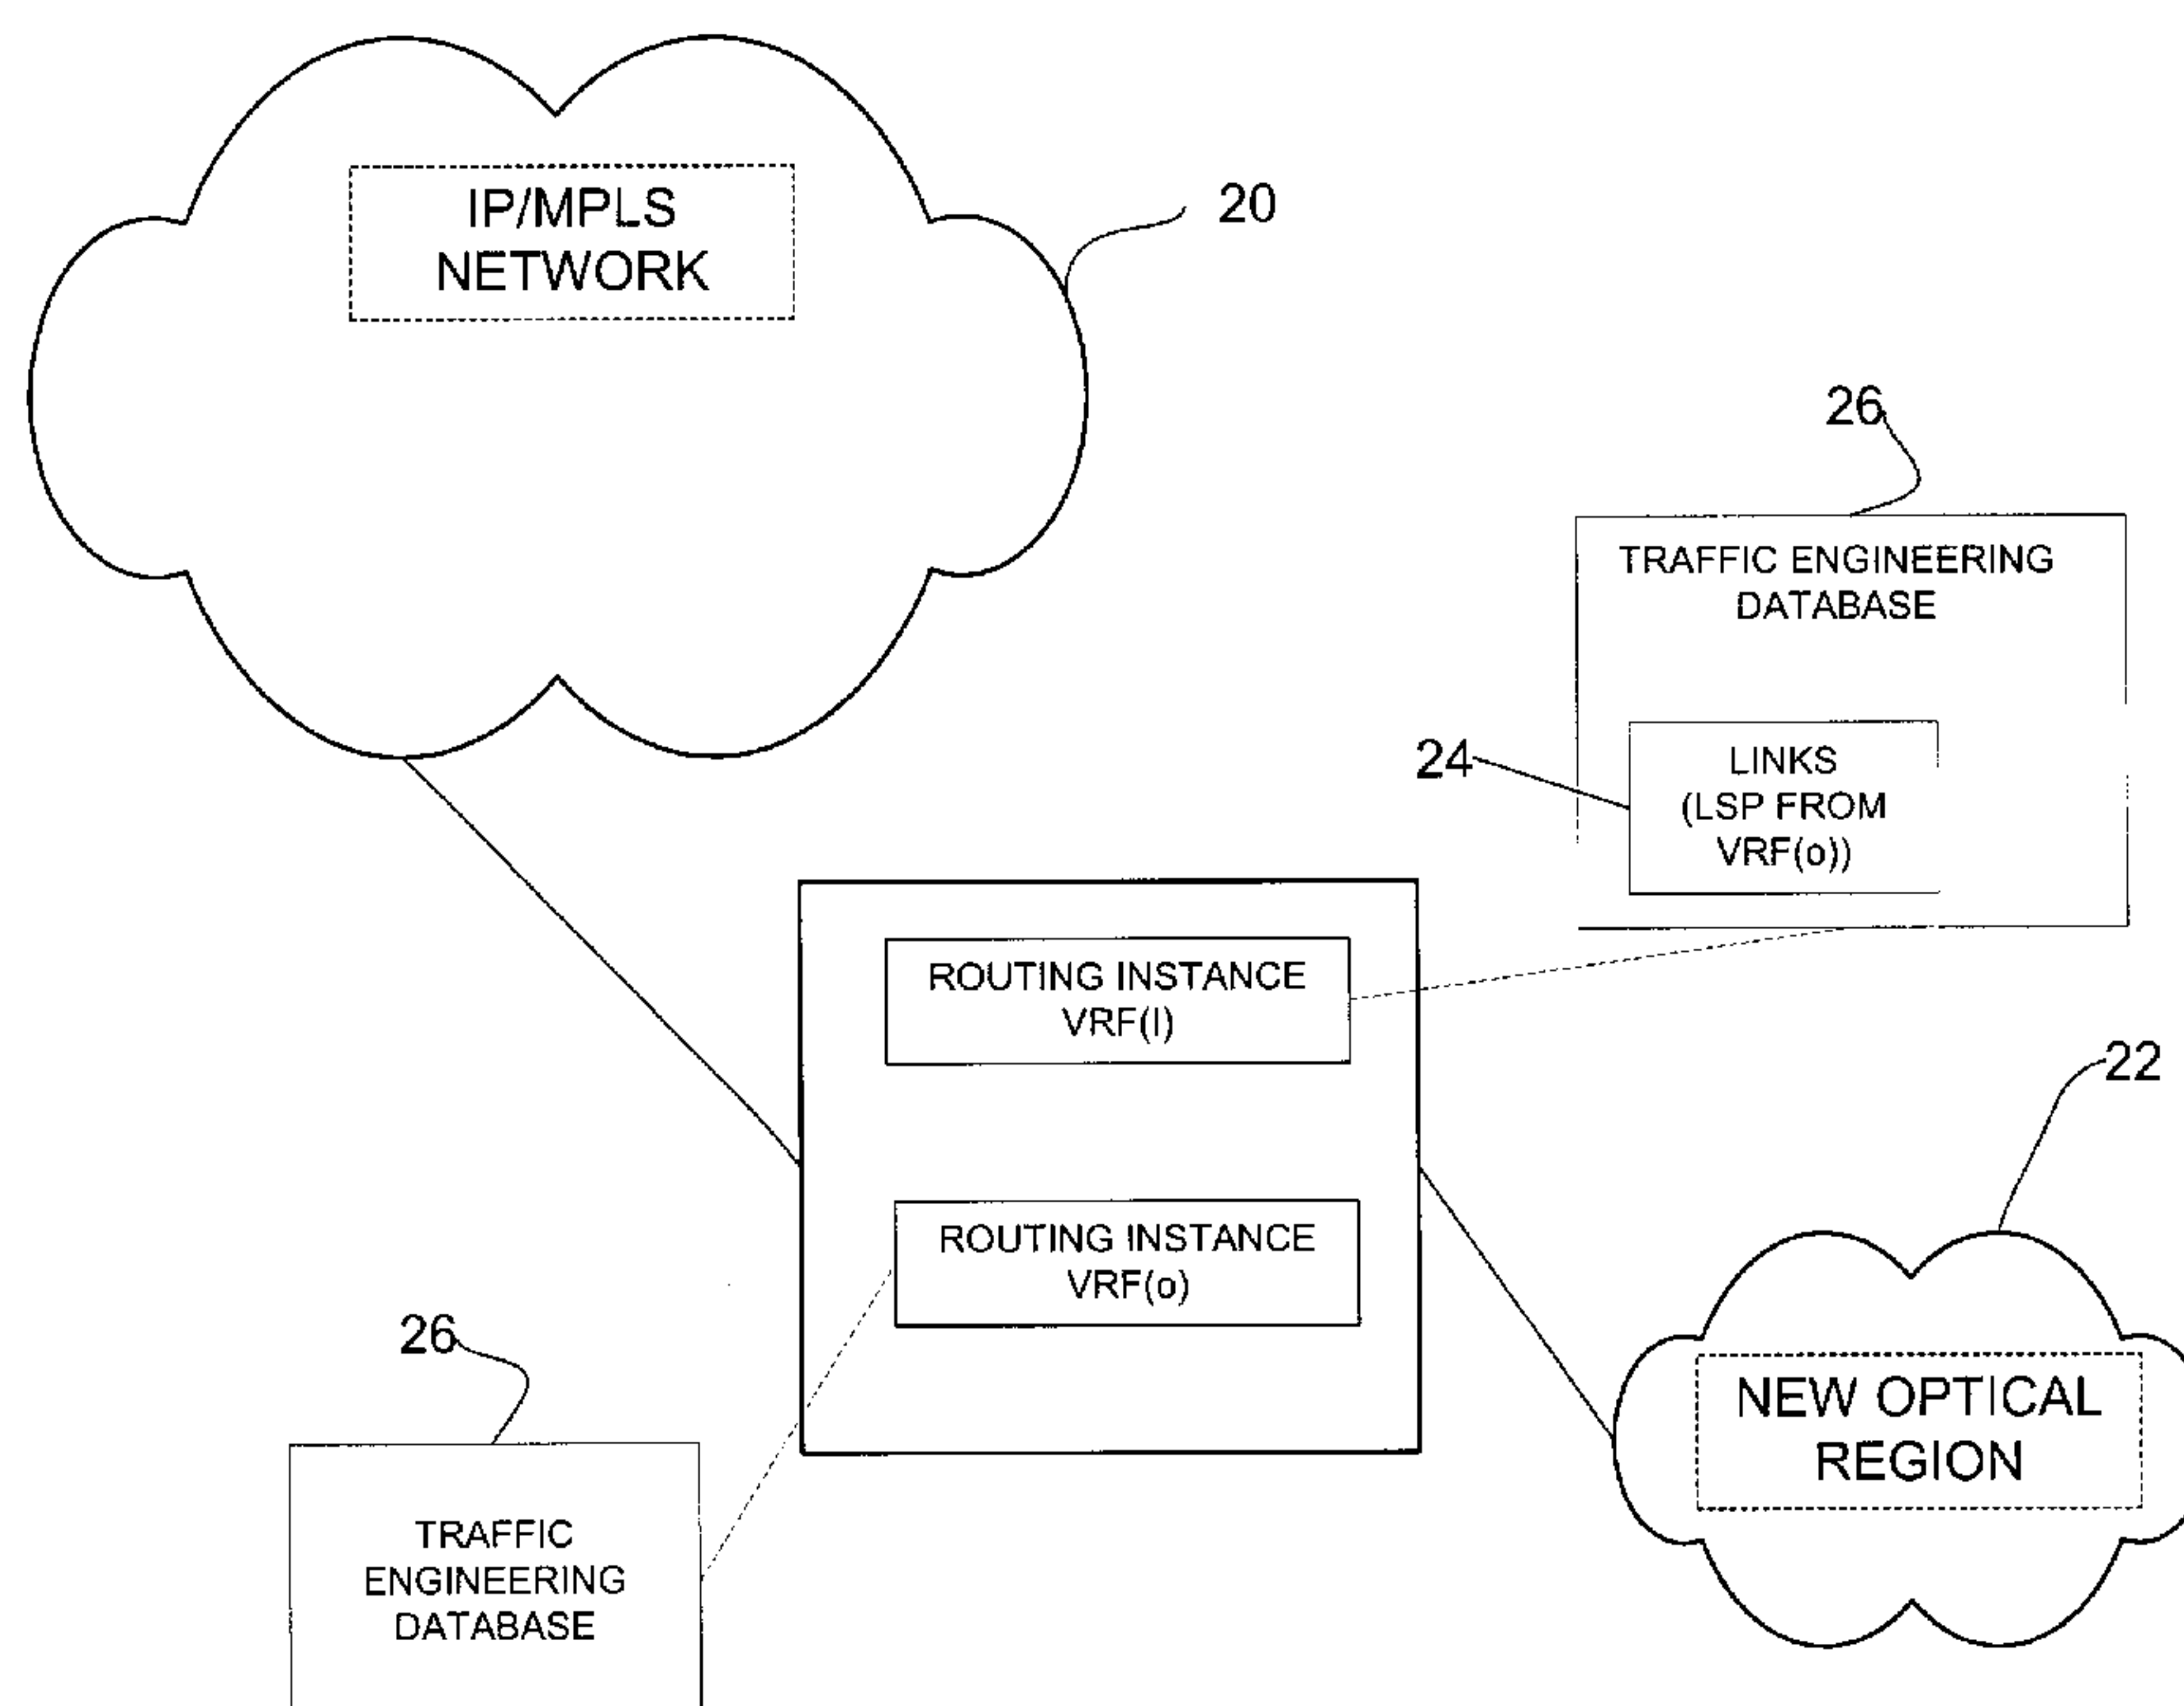 IP/MPLS
NETWORK
20
26
TRAFFIC ENGINEERING
DATABASE
24
LINKS
(LSP FROM
VRF(o))
ROUTING INSTANCE
VRF(I)
22
ROUTING INSTANCE
VRF(o)
26
NEW OPTICAL
REGION
TRAFFIC
ENGINEERING
DATABASE